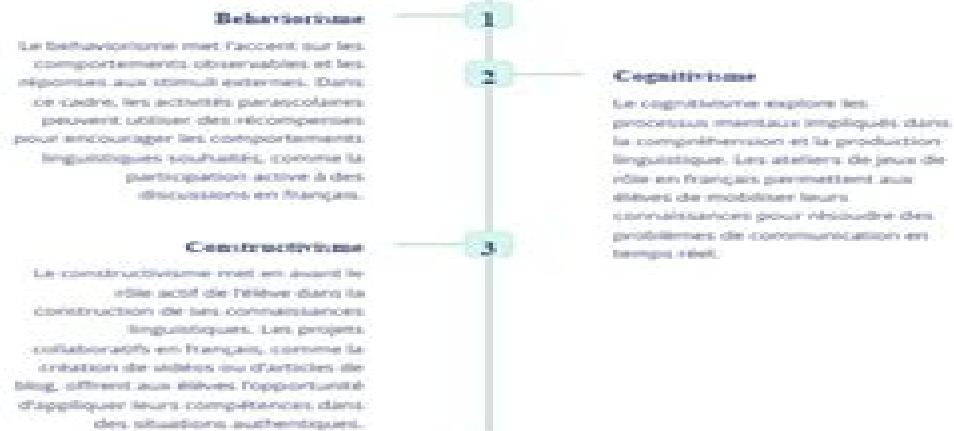 Behaviorisme
1
Le behaviorisme met l'accent sur les
comportements observables et les
réponses aux stimuli externes. Dans
ce cadre, les activités parascolaires
peuvent utiliser des récompenses
pour encourager les comportements
linguistiques souhaités, comme la
participation active à des
discussions en français.
2
Cognitivisme
Le cognitivisme explore les
processus mentaux impliqués dans
la compréhension et la production
linguistique. Les ateliers de jeux de
rôle en français permettent aux
élèves de mobiliser leurs
connaissances pour résoudre des
problèmes de communication en
temps réel.
Constructivisme
3
Le constructivisme met en avant le
rôle actif de l'élève dans la
construction de ses connaissances
linguistiques. Les projets
collaboratifs en français, comme la
création de vidéos ou d'articles de
blog, offrent aux élèves l'opportunité
d'appliquer leurs compétences dans
des situations authentiques.